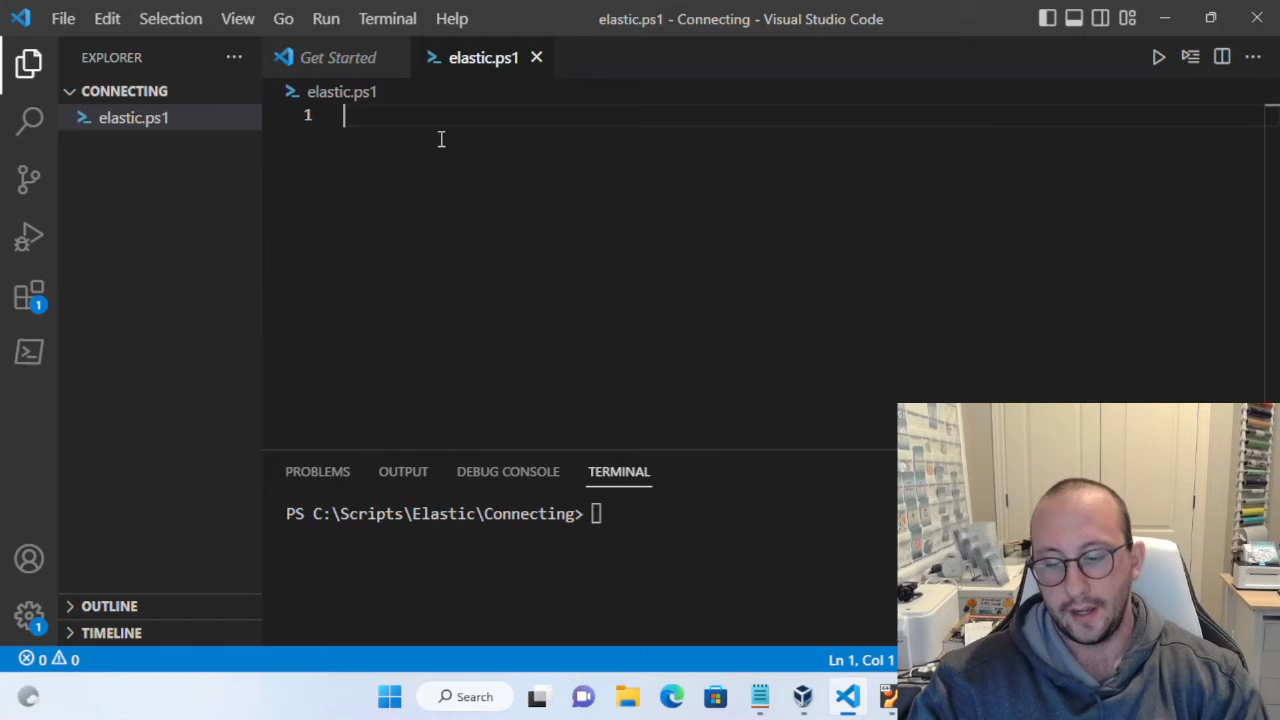 File Edit Selection View Go Run Terminal Help elastic.ps1 - Connecting - Visual Studio Code
EXPLORER
Get Started
elastic.ps1
CONNECTING
elastic.ps1
elastic.ps1
1
1
PROBLEMS OUTPUT DEBUG CONSOLE TERMINAL
PS C:\Scripts\Elastic\Connecting>
OUTLINE
TIMELINE
1
0 0
Ln 1, Col 1
Search